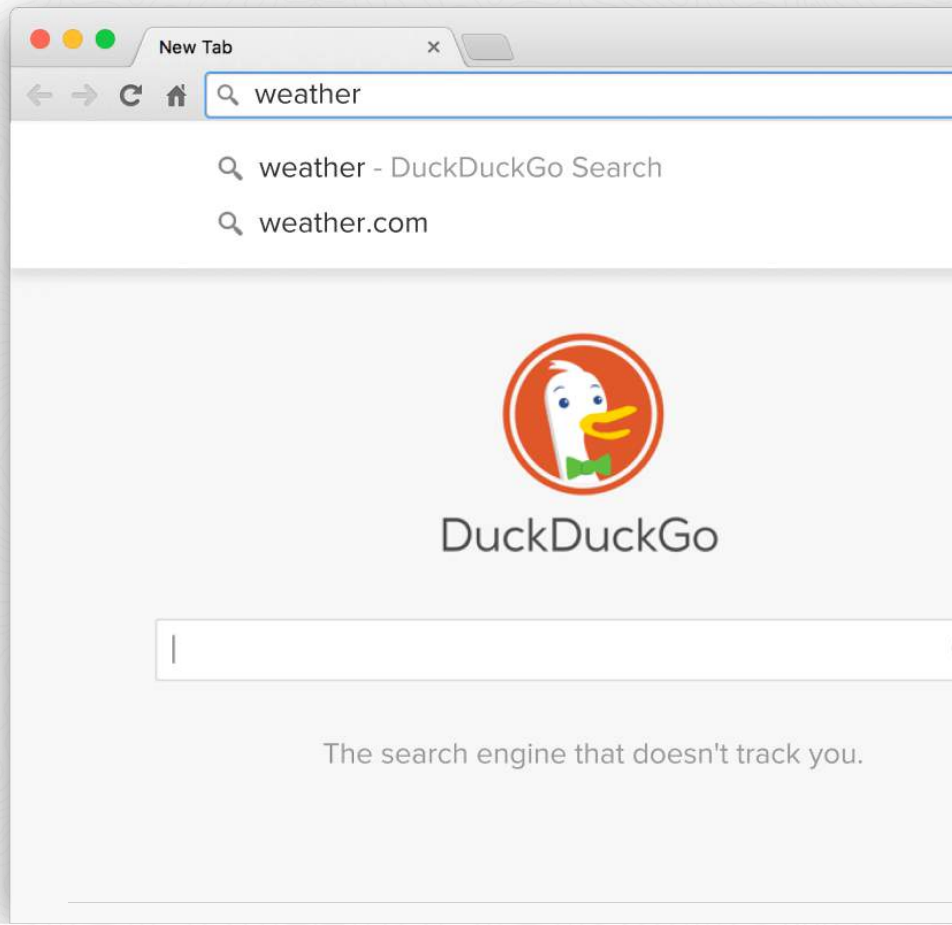 New Tab
weather
weather - DuckDuckGo Search
weather.com
DuckDuckGo
The search engine that doesn't track you.